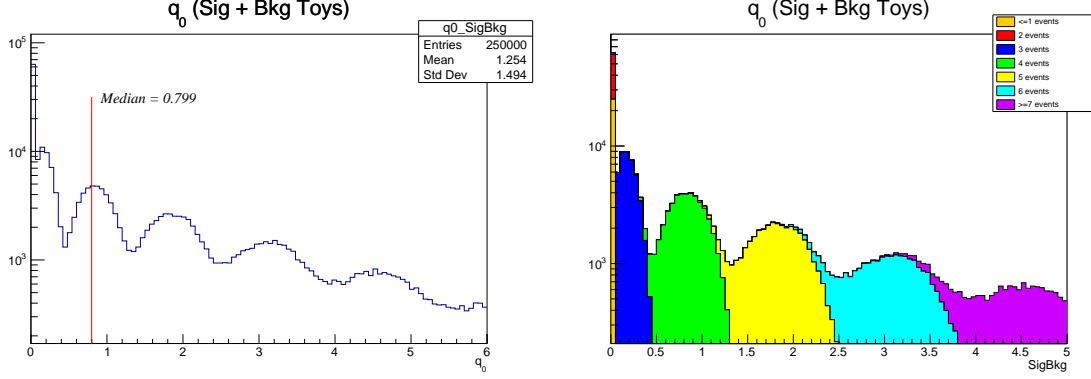 q0 (Sig + Bkg Toys)
q0_SigBkg
Entries 250000
Mean 1.254
Std Dev 1.494
Median = 0.799
10^5
10^4
10^3
0 1 2 3 4 5 6
q0
q0 (Sig + Bkg Toys)
<=1 events
2 events
3 events
4 events
5 events
6 events
>=7 events
10^4
10^3
0 0.5 1 1.5 2 2.5 3 3.5 4 4.5 5
SigBkg